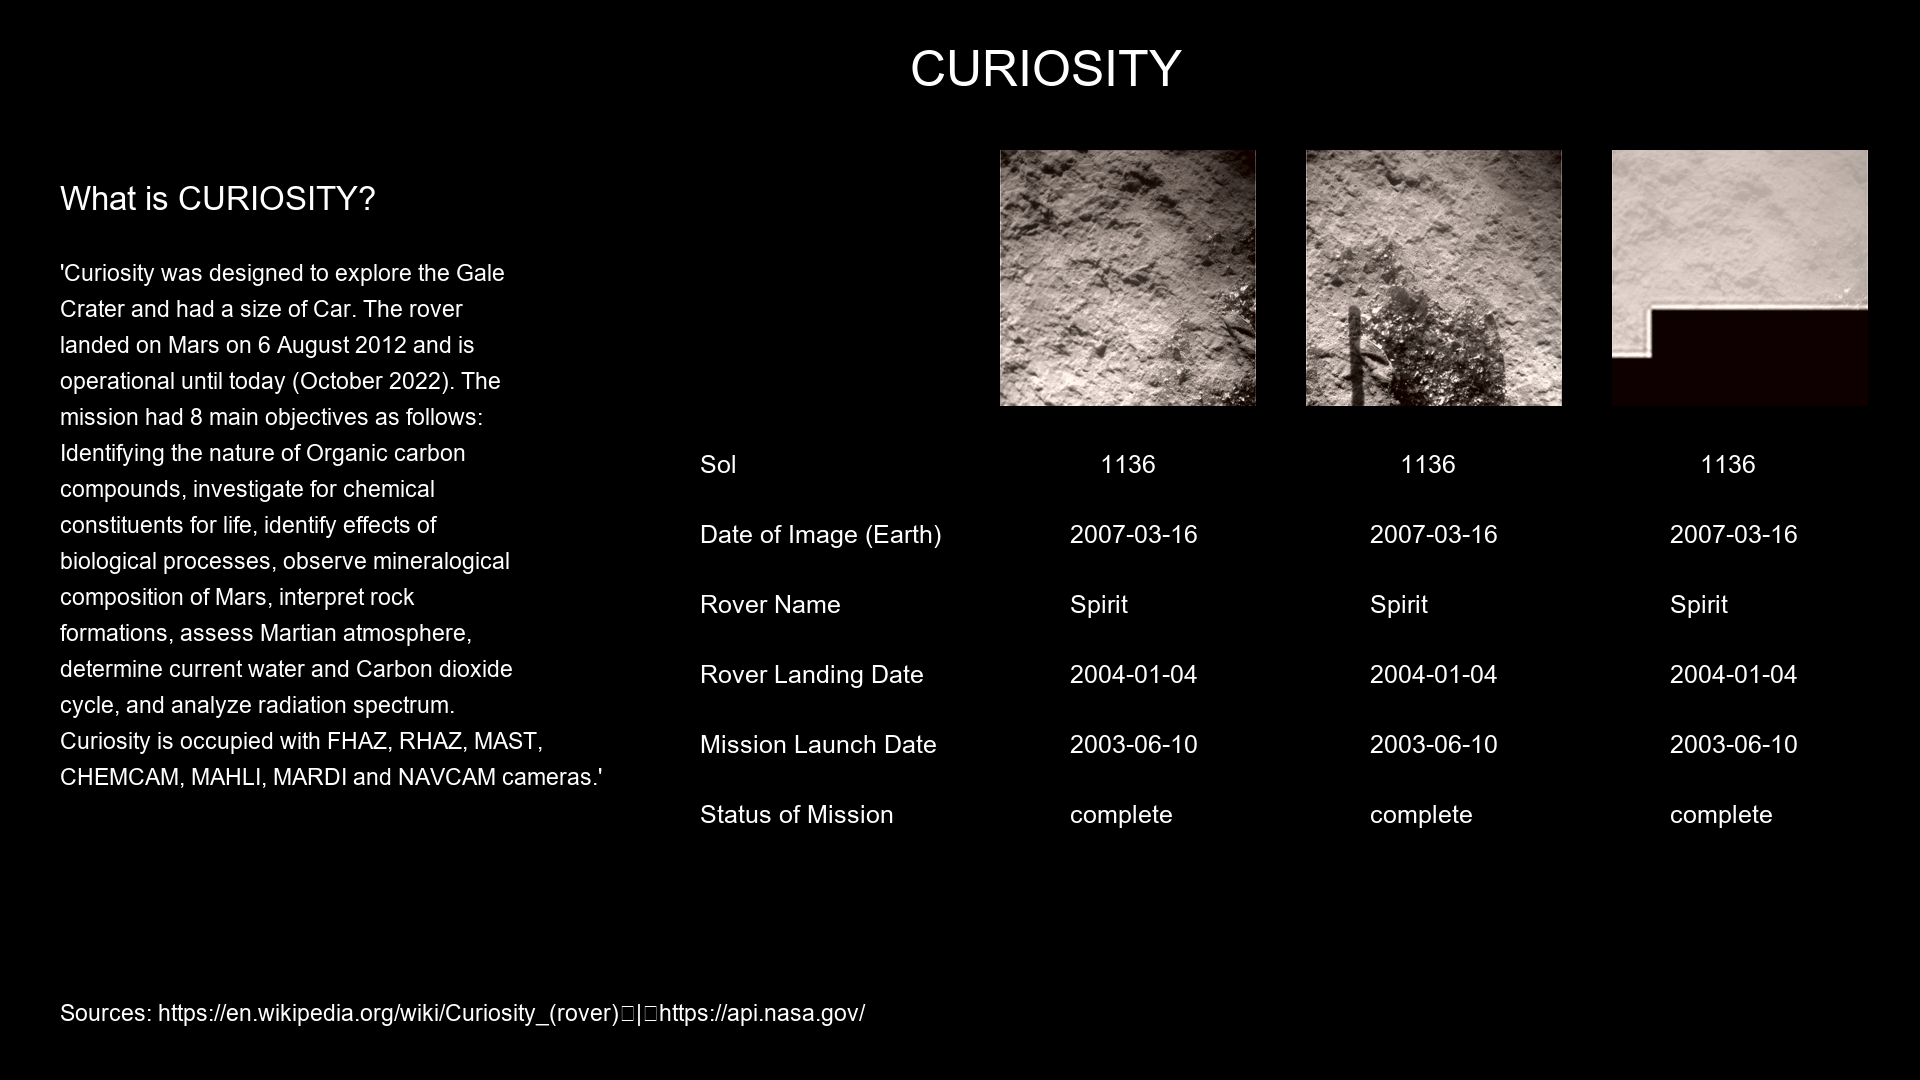 CURIOSITY
What is CURIOSITY?
'Curiosity was designed to explore the Gale
Crater and had a size of Car. The rover
landed on Mars on 6 August 2012 and is
operational until today (October 2022). The
mission had 8 main objectives as follows:
Identifying the nature of Organic carbon
compounds, investigate for chemical
constituents for life, identify effects of
biological processes, observe mineralogical
composition of Mars, interpret rock
formations, assess Martian atmosphere,
determine current water and Carbon dioxide
cycle, and analyze radiation spectrum.
Curiosity is occupied with FHAZ, RHAZ, MAST,
CHEMCAM, MAHLI, MARDI and NAVCAM cameras.'
Sol 1136 1136 1136
Date of Image (Earth) 2007-03-16 2007-03-16 2007-03-16
Rover Name Spirit Spirit Spirit
Rover Landing Date 2004-01-04 2004-01-04 2004-01-04
Mission Launch Date 2003-06-10 2003-06-10 2003-06-10
Status of Mission complete complete complete
Sources: https://en.wikipedia.org/wiki/Curiosity_(rover)□|□https://api.nasa.gov/